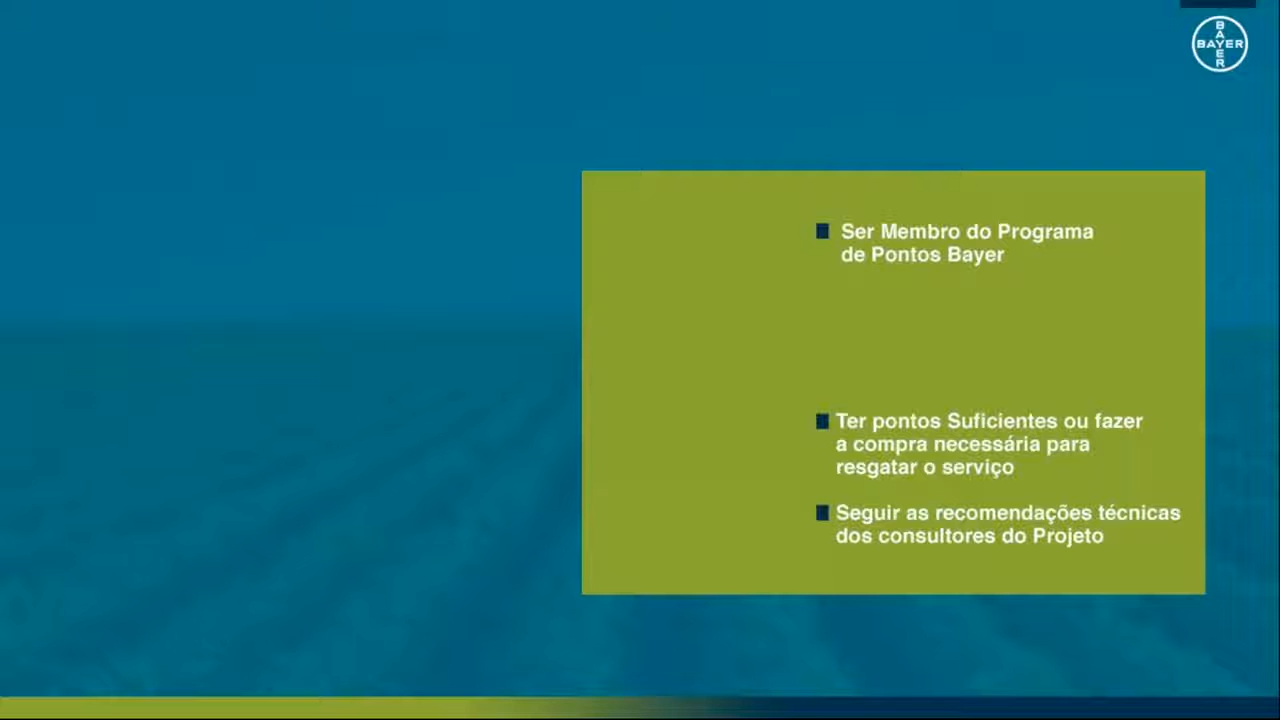 BAYER
BAYER
Ser Membro do Programa
de Pontos Bayer
Ter pontos Suficientes ou fazer
a compra necessária para
resgatar o serviço
Seguir as recomendações técnicas
dos consultores do Projeto